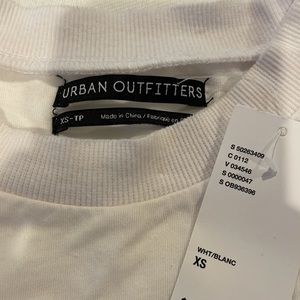 URBAN OUTFITTERS
XS-TP
Made in China / Fabriqué en
S 50263409
C 0112
V 034548
S 0000047
S OB936396
WHT/BLANC
XS